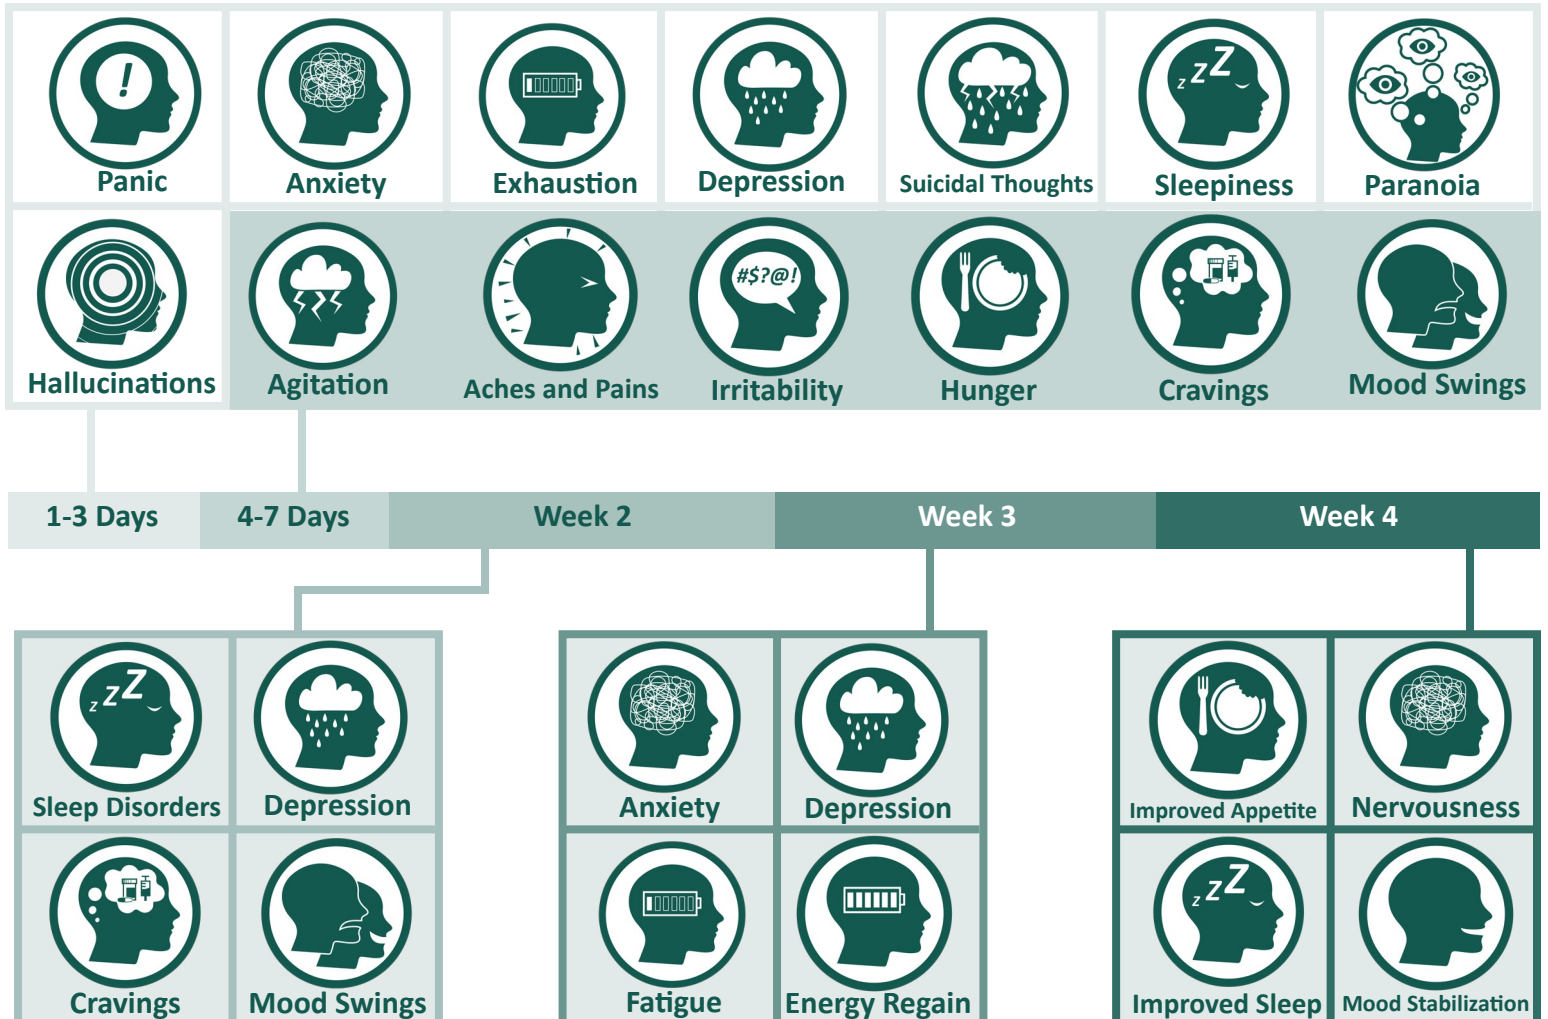 !
z z Z
Panic
Anxiety
Exhaustion
Depression
Suicidal Thoughts
Sleepiness
Paranoia
#$?@!
Hallucinations
Agitation
Aches and Pains
Irritability
Hunger
Cravings
Mood Swings
1-3 Days
4-7 Days
Week 2
Week 3
Week 4
z z Z
Sleep Disorders
Depression
Cravings
Mood Swings
Anxiety
Depression
Fatigue
Energy Regain
Improved Appetite
Nervousness
z z Z
Improved Sleep
Mood Stabilization